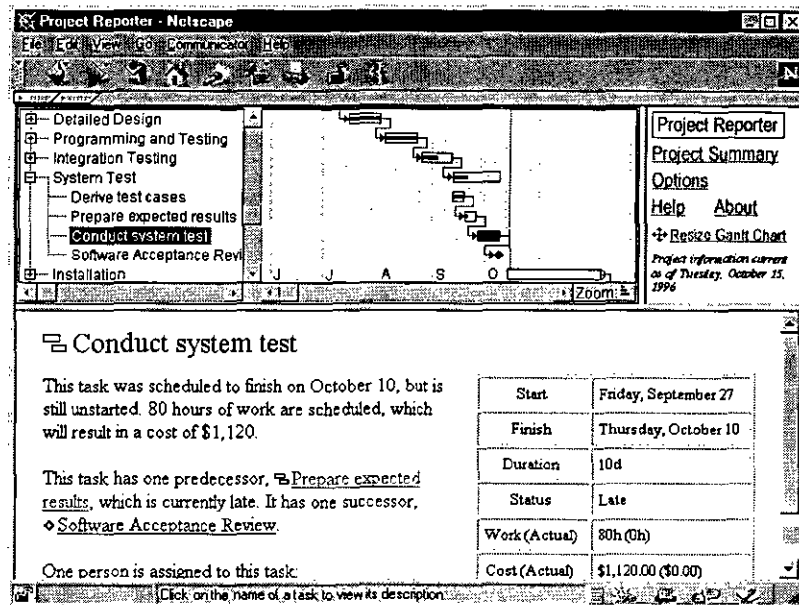 Project Reporter - Netscape
File Edit View Go Communicator Help
N
Detailed Design
Programming and Testing
Integration Testing
System Test
Derive test cases
Prepare expected results
Conduct system test
Software Acceptance Revi
Installation
J J A S O
Zoom
Project Reporter
Project Summary
Options
Help About
Resize Gantt Chart
Project information current
as of Tuesday, October 15,
1996
Conduct system test
This task was scheduled to finish on October 10, but is
still unstarted. 80 hours of work are scheduled, which
will result in a cost of $1,120.
This task has one predecessor, Prepare expected
results, which is currently late. It has one successor,
Software Acceptance Review.
One person is assigned to this task:
Start Friday, September 27
Finish Thursday, October 10
Duration 10d
Status Late
Work (Actual) 80h (0h)
Cost (Actual) $1,120.00 ($0.00)
Click on the name of a task to view its description